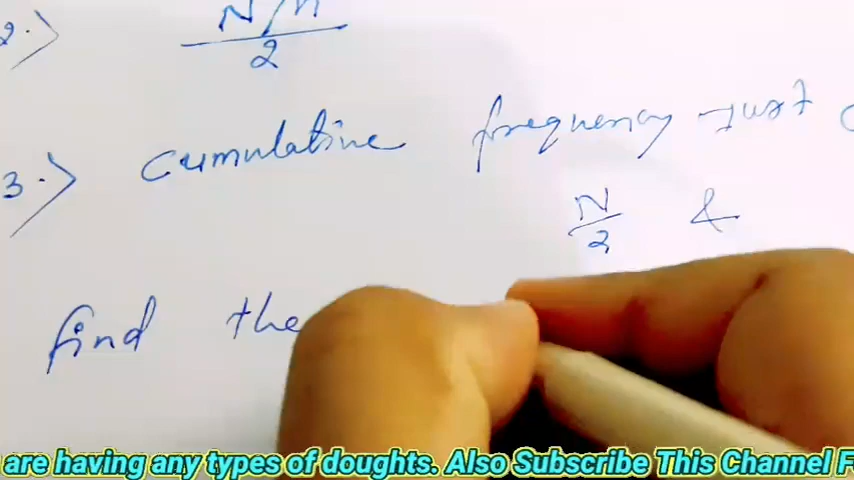 2.> N/n
2
3.> cumulative frequency Just
N/2 &
find the
are having any types of doughts. Also Subscribe This Channel F